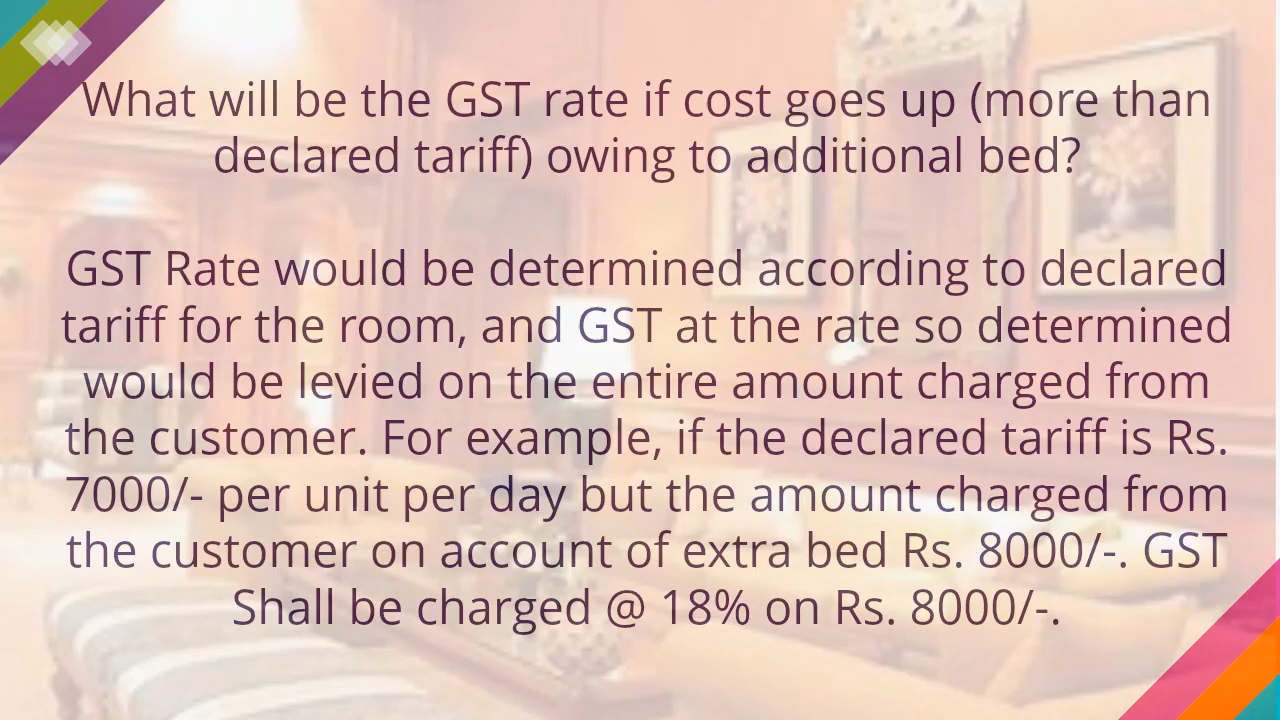 What will be the GST rate if cost goes up (more than
declared tariff) owing to additional bed?
GST Rate would be determined according to declared
tariff for the room, and GST at the rate so determined
would be levied on the entire amount charged from
the customer. For example, if the declared tariff is Rs.
7000/- per unit per day but the amount charged from
the customer on account of extra bed Rs. 8000/-. GST
Shall be charged @ 18% on Rs. 8000/-.